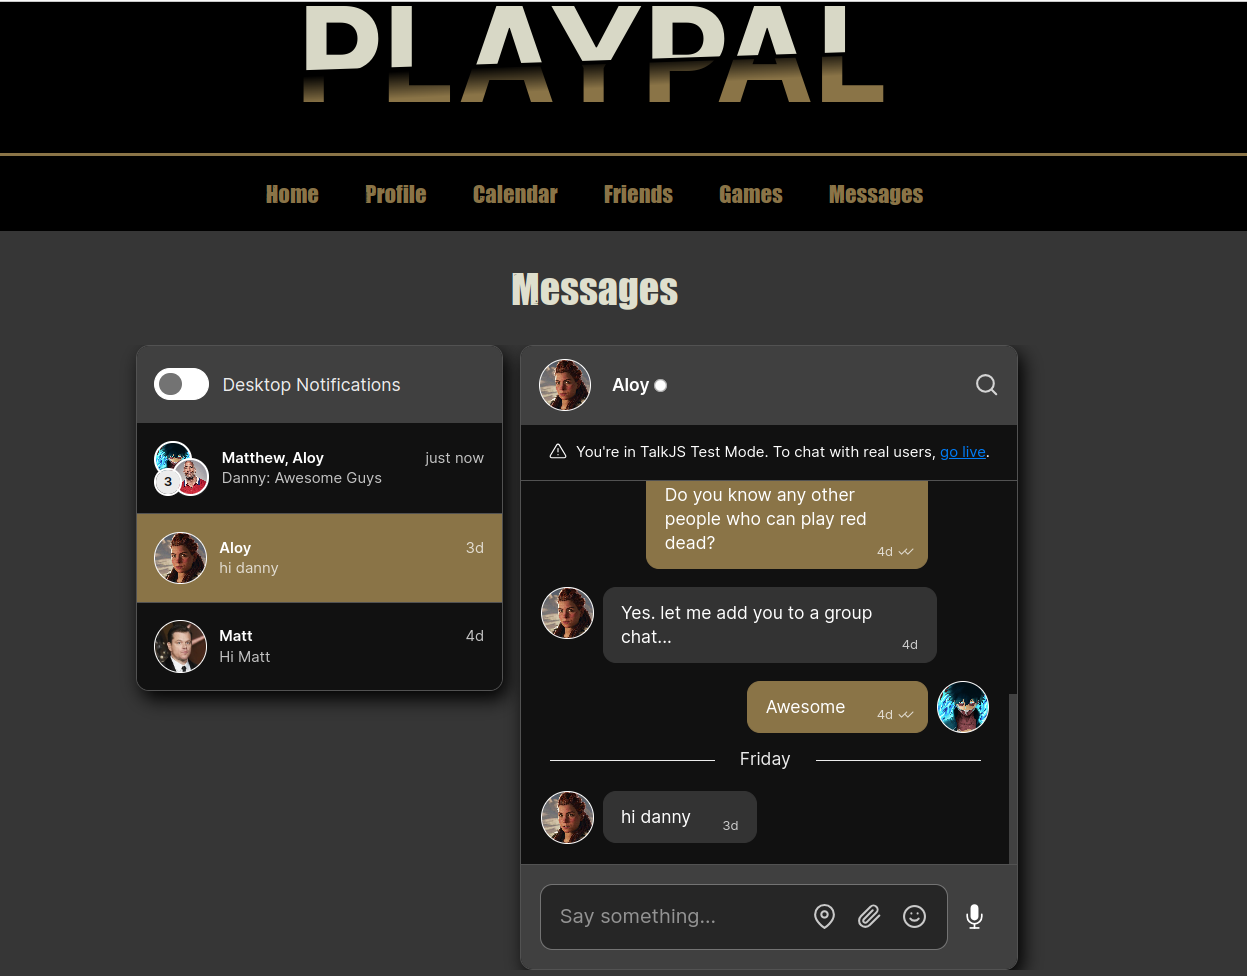 PLAYPAL
Home Profile Calendar Friends Games Messages
Messages
Desktop Notifications
Matthew, Aloy just now
Danny: Awesome Guys
3
Aloy 3d
hi danny
Matt 4d
Hi Matt
Aloy
You're in TalkJS Test Mode. To chat with real users, go live.
Do you know any other
people who can play red
dead?
4d
Yes. let me add you to a group
chat...
4d
Awesome 4d
Friday
hi danny 3d
Say something...